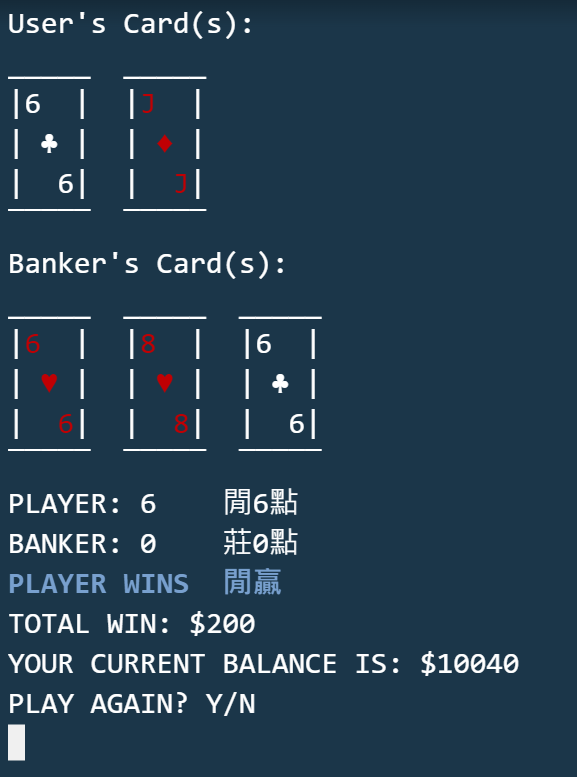 User's Card(s):
6 J
♣ ♦
6 J
Banker's Card(s):
6 8 6
♥ ♥ ♣
6 8 6
PLAYER: 6 閒6點
BANKER: 0 莊0點
PLAYER WINS 閒贏
TOTAL WIN: $200
YOUR CURRENT BALANCE IS: $10040
PLAY AGAIN? Y/N